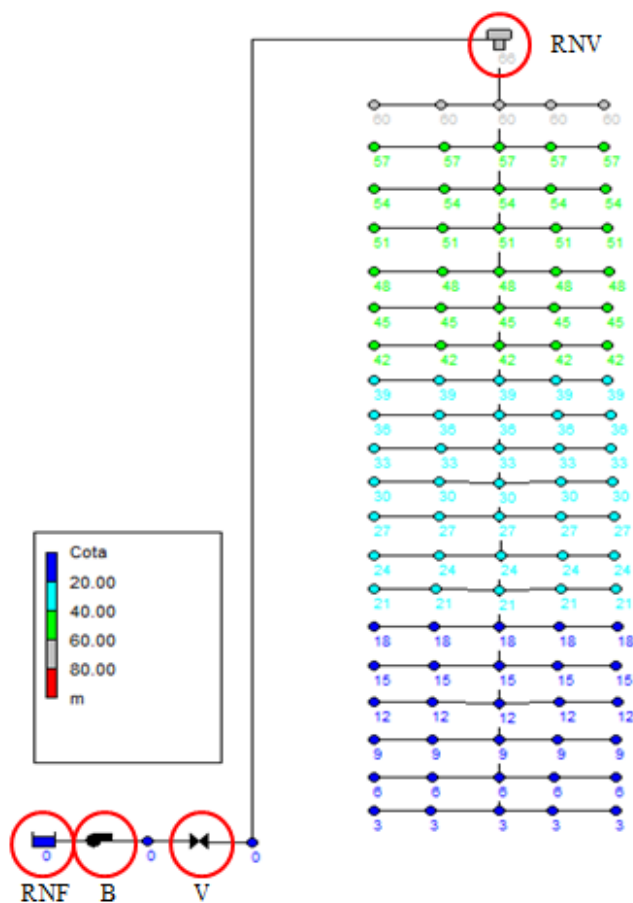 RNV
66
60 60 60 60 60
57 57 57 57 57
54 54 54 54 54
51 51 51 51 51
48 48 48 48 48
45 45 45 45 45
42 42 42 42 42
39 39 39 39 39
36 36 36 36 36
33 33 33 33 33
30 30 30 30 30
27 27 27 27 27
24 24 24 24 24
21 21 21 21 21
18 18 18 18 18
15 15 15 15 15
12 12 12 12 12
9 9 9 9 9
6 6 6 6 6
3 3 3 3 3
Cota
20.00
40.00
60.00
80.00
m
0 0 0
RNF B V